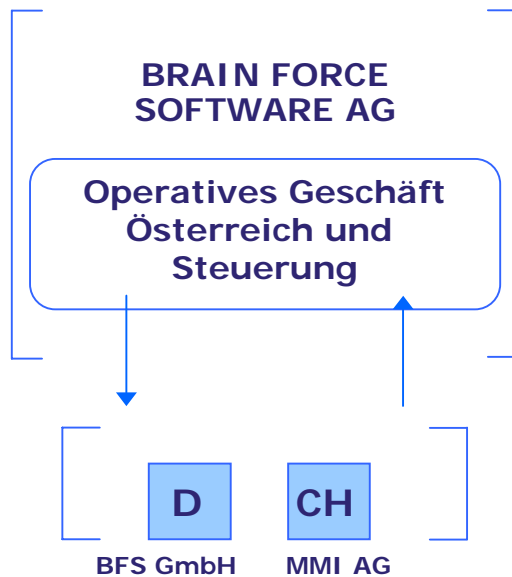 BRAIN FORCE
SOFTWARE AG
Operatives Geschäft
Österreich und
Steuerung
D CH
BFS GmbH MMI AG